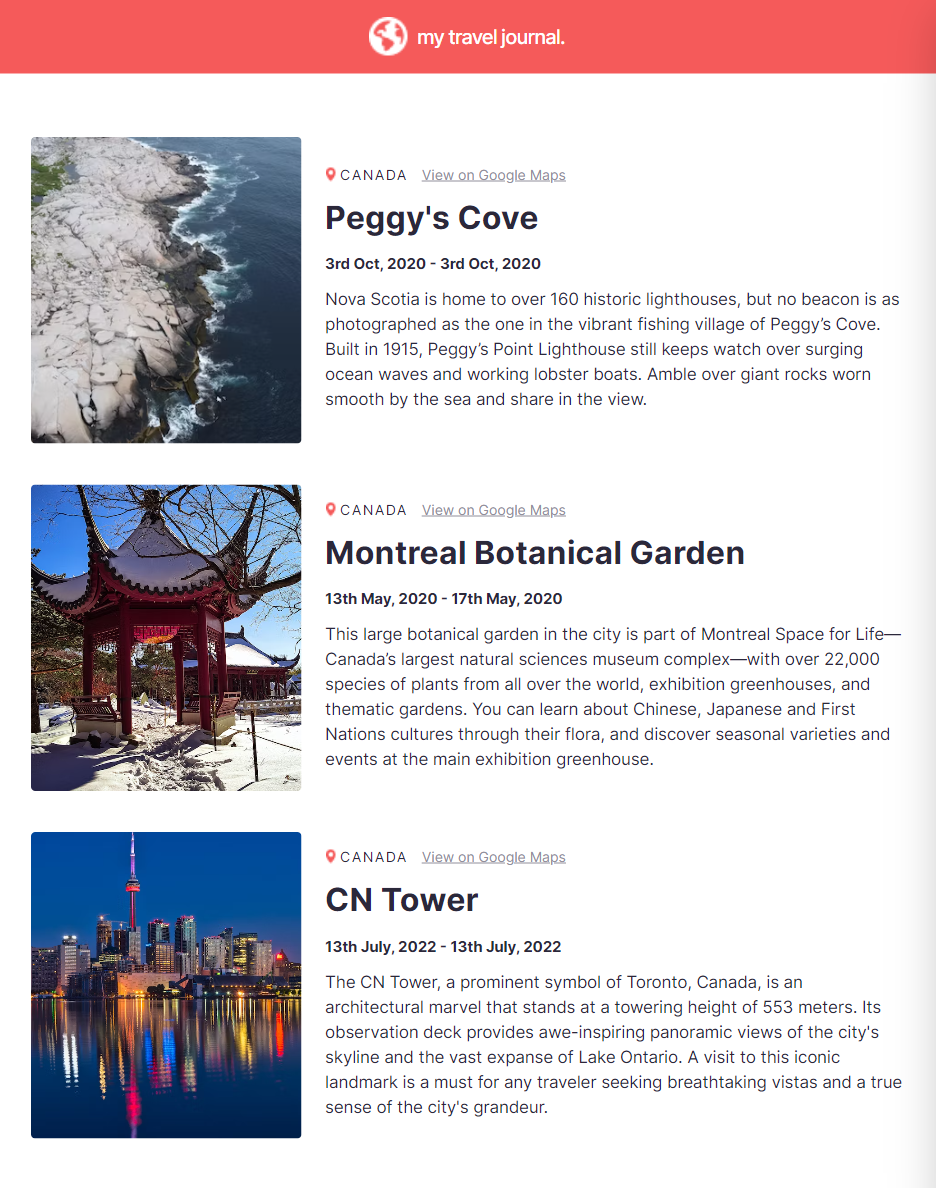 my travel journal.
CANADA View on Google Maps
Peggy's Cove
3rd Oct, 2020 - 3rd Oct, 2020
Nova Scotia is home to over 160 historic lighthouses, but no beacon is as
photographed as the one in the vibrant fishing village of Peggy’s Cove.
Built in 1915, Peggy’s Point Lighthouse still keeps watch over surging
ocean waves and working lobster boats. Amble over giant rocks worn
smooth by the sea and share in the view.
CANADA View on Google Maps
Montreal Botanical Garden
13th May, 2020 - 17th May, 2020
This large botanical garden in the city is part of Montreal Space for Life—
Canada’s largest natural sciences museum complex—with over 22,000
species of plants from all over the world, exhibition greenhouses, and
thematic gardens. You can learn about Chinese, Japanese and First
Nations cultures through their flora, and discover seasonal varieties and
events at the main exhibition greenhouse.
CANADA View on Google Maps
CN Tower
13th July, 2022 - 13th July, 2022
The CN Tower, a prominent symbol of Toronto, Canada, is an
architectural marvel that stands at a towering height of 553 meters. Its
observation deck provides awe-inspiring panoramic views of the city's
skyline and the vast expanse of Lake Ontario. A visit to this iconic
landmark is a must for any traveler seeking breathtaking vistas and a true
sense of the city's grandeur.